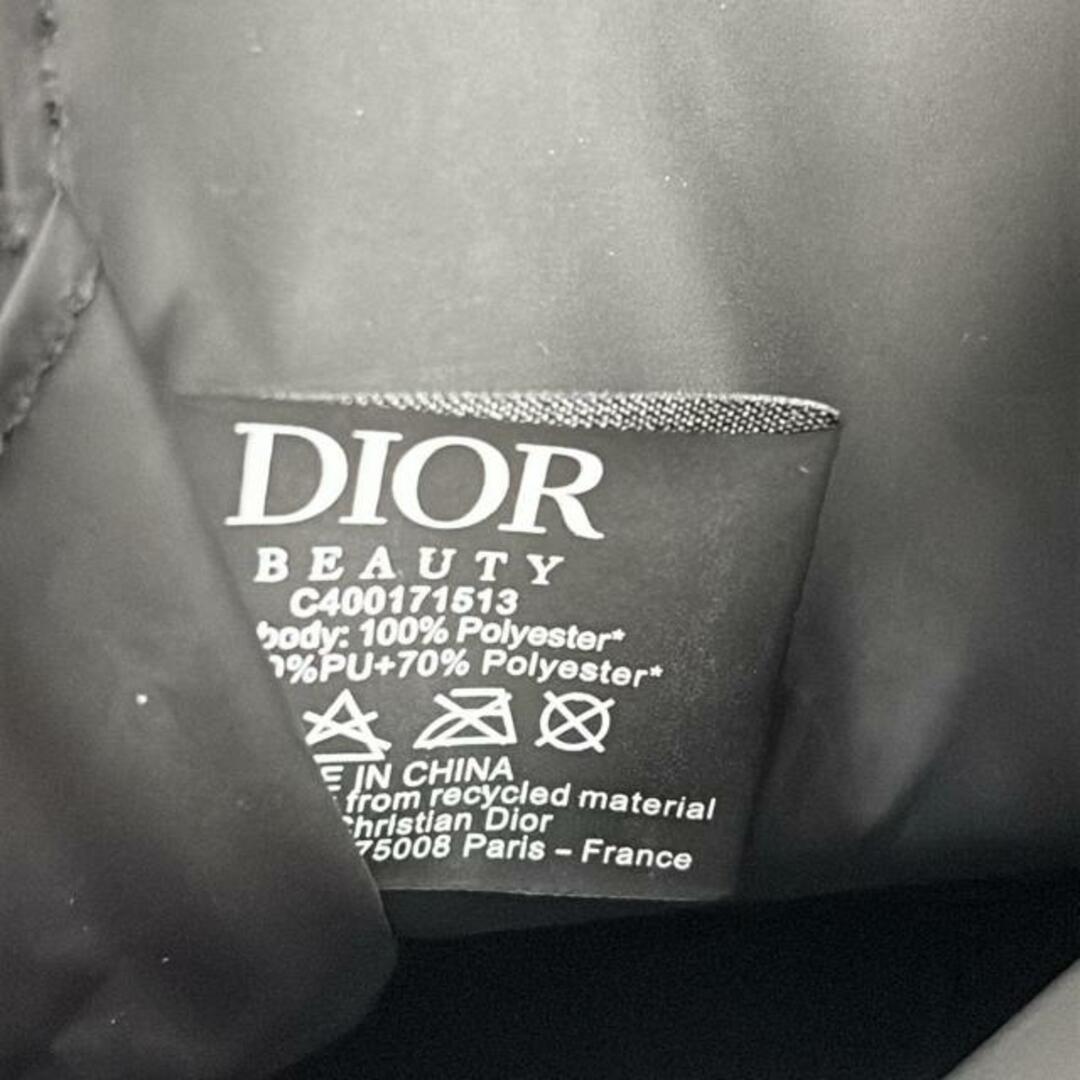 DIOR
BEAUTY
C400171513
body: 100% Polyester*
%PU+70% Polyester*
IN CHINA
from recycled material
Christian Dior
75008 Paris – France